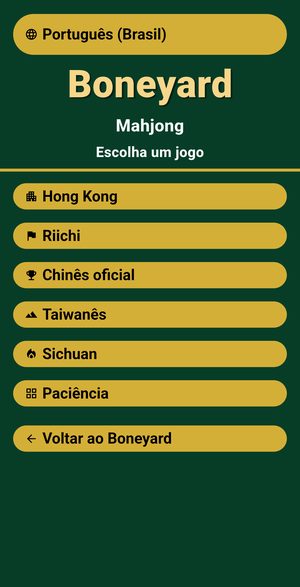 Português (Brasil)
Boneyard
Mahjong
Escolha um jogo
Hong Kong
Riichi
Chinês oficial
Taiwanês
Sichuan
Paciência
Voltar ao Boneyard